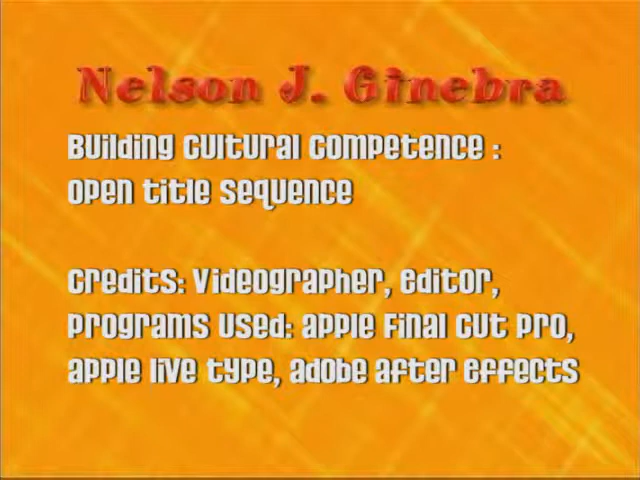 Nelson J. Ginebra
Building Cultural Competence :
Open Title Sequence
Credits: Videographer, Editor,
Programs Used: Apple Final Cut Pro,
Apple Live Type, Adobe After Effects